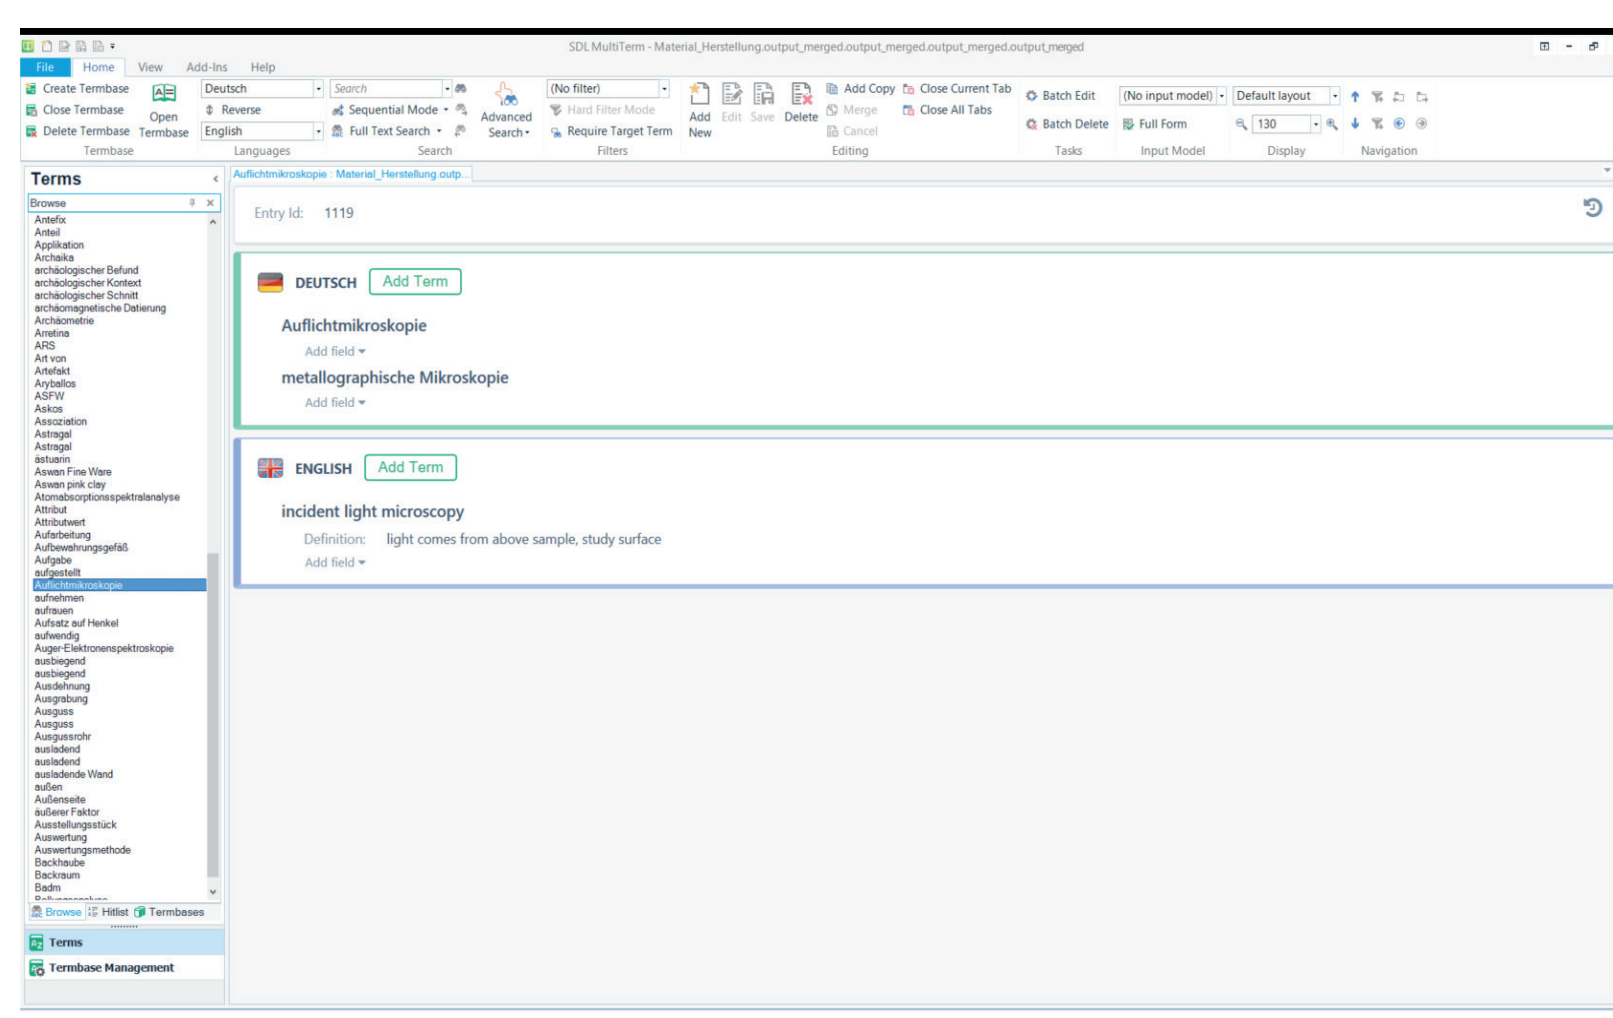 SDL MultiTerm - Material_Herstellung.output_merged.output_merged.output_merged.output_merged
File Home View Add-Ins Help
Create Termbase
Close Termbase
Delete Termbase
Open Termbase
Termbase
Deutsch
Reverse
English
Languages
Search
Sequential Mode
Full Text Search
Advanced Search
Search
(No filter)
Hard Filter Mode
Require Target Term
Filters
Add New
Edit
Save
Delete
Add Copy
Merge
Cancel
Close Current Tab
Close All Tabs
Editing
Batch Edit
Batch Delete
Tasks
(No input model)
Full Form
Input Model
Default layout
130
Display
Navigation
Terms
Browse
Antefix
Anteil
Applikation
Archaika
archäologischer Befund
archäologischer Kontext
archäologischer Schnitt
archäomagnetische Datierung
Archäometrie
Arretina
ARS
Art von
Artefakt
Aryballos
ASFW
Askos
Assoziation
Astragal
Astragal
ästuarin
Aswan Fine Ware
Aswan pink clay
Atomabsorptionsspektralanalyse
Attribut
Attributwert
Aufarbeitung
Aufbewahrungsgefäß
Aufgabe
aufgestellt
Auflichtmikroskopie
aufnehmen
aufrauen
Aufsatz auf Henkel
aufwendig
Auger-Elektronenspektroskopie
ausbiegend
ausbiegend
Ausdehnung
Ausgrabung
Ausguss
Ausguss
Ausgussrohr
ausladend
ausladend
ausladende Wand
außen
Außenseite
äußerer Faktor
Ausstellungsstück
Auswertung
Auswertungsmethode
Backhaube
Backraum
Badm
Browse Hitlist Termbases
Terms
Termbase Management
Auflichtmikroskopie : Material_Herstellung.outp...
Entry Id: 1119
DEUTSCH Add Term
Auflichtmikroskopie
Add field
metallographische Mikroskopie
Add field
ENGLISH Add Term
incident light microscopy
Definition: light comes from above sample, study surface
Add field